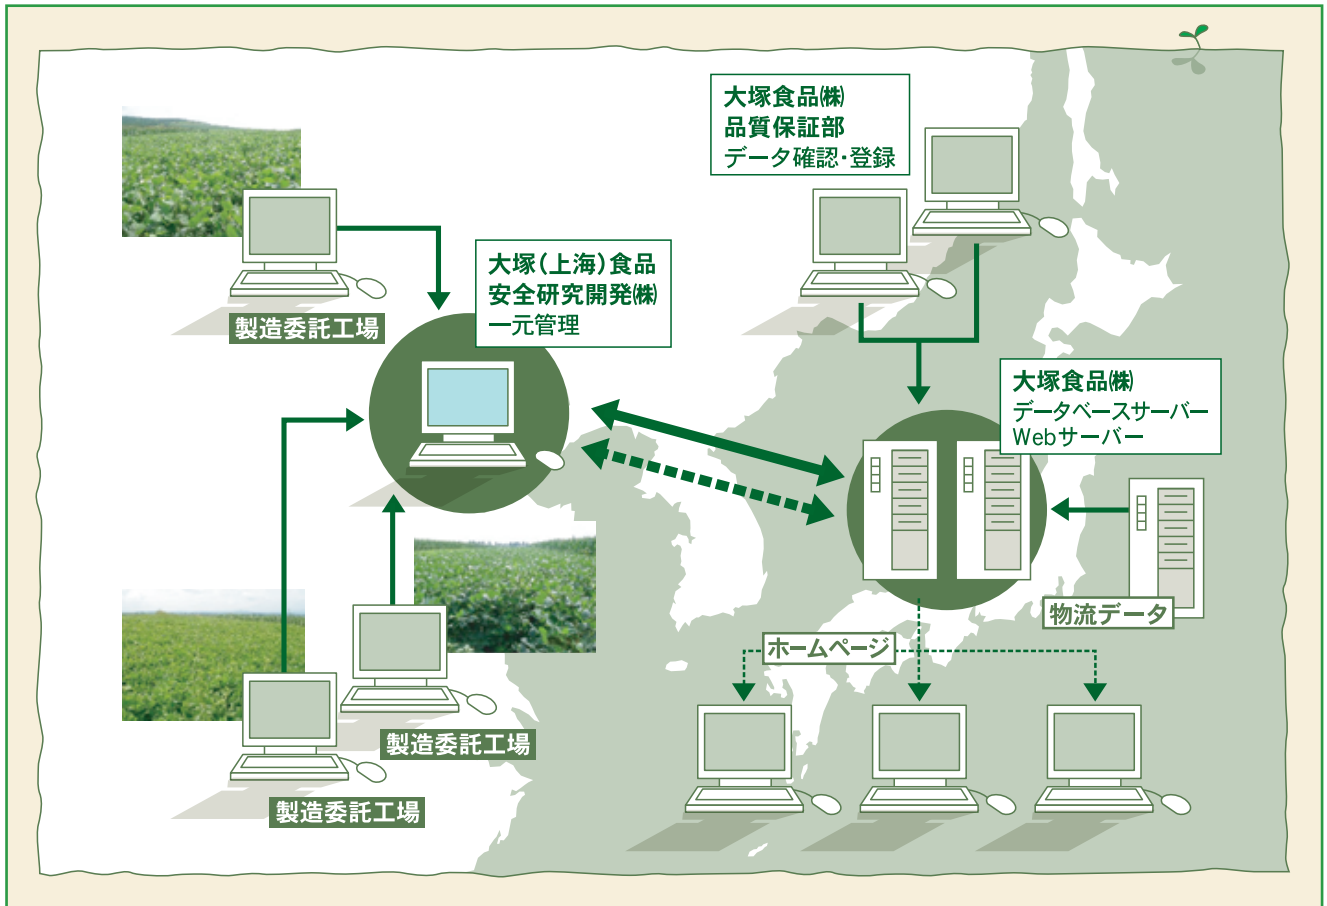 大塚食品㈱
品質保証部
データ確認・登録
大塚（上海）食品
安全研究開発㈱
一元管理
製造委託工場
大塚食品㈱
データベースサーバー
Webサーバー
物流データ
ホームページ
製造委託工場
製造委託工場